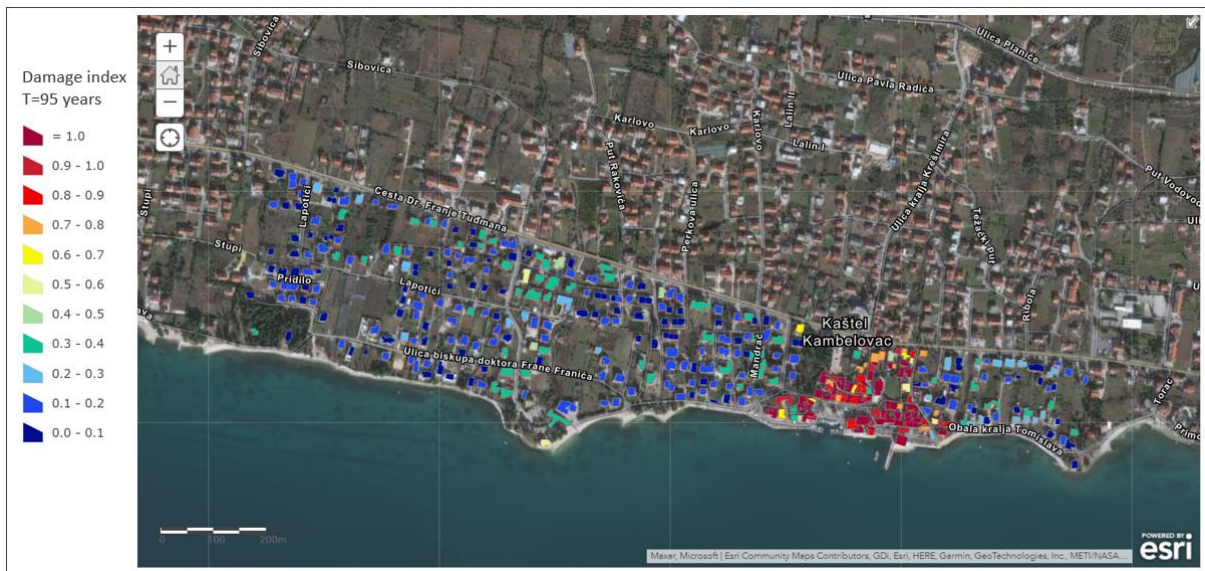 Damage index
T=95 years
= 1.0
0.9 - 1.0
0.8 - 0.9
0.7 - 0.8
0.6 - 0.7
0.5 - 0.6
0.4 - 0.5
0.3 - 0.4
0.2 - 0.3
0.1 - 0.2
0.0 - 0.1
+
−
Sibovica
Sibovica
Ulica Planiće
Ulica Pavla Radića
Karlovo
Karlovo
Karlovo
Lalin II
Lalin I
Put Rakovića
Perkova ulica
Ulica kralja Krešimira
Put Vodovod
Težački Put
Ribola
Stupi
Stupi
Lapotići
Cesta Dr. Franje Tuđmana
Pridilo
Lapotići
Ulica biskupa doktora Frane Franića
Mandrač
Kaštel
Kambelovac
Obala kralja Tomislava
Torac
Primo
0 100 200m
Maxar, Microsoft | Esri Community Maps Contributors, GDi, Esri, HERE, Garmin, GeoTechnologies, Inc., METI/NASA,...
POWERED BY
esri